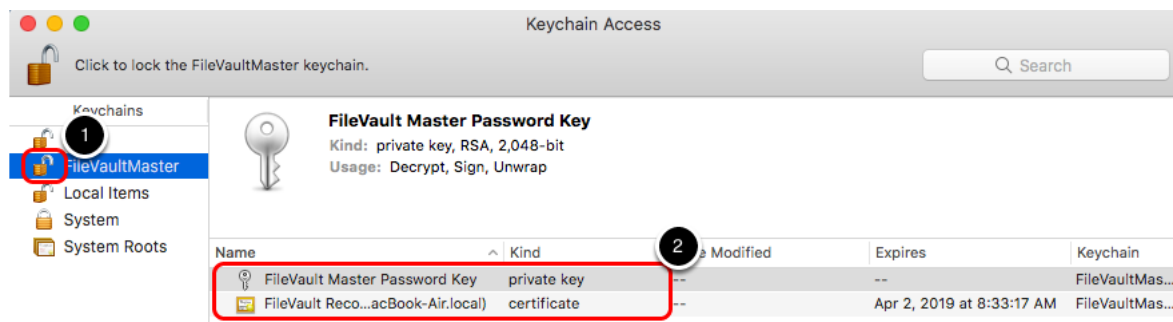 Keychain Access
Click to lock the FileVaultMaster keychain.
Search
Keychains
1
FileVaultMaster
Local Items
System
System Roots
FileVault Master Password Key
Kind: private key, RSA, 2,048-bit
Usage: Decrypt, Sign, Unwrap
2
Name Kind Modified Expires Keychain
FileVault Master Password Key private key -- -- FileVaultMas...
FileVault Reco...acBook-Air.local) certificate -- Apr 2, 2019 at 8:33:17 AM FileVaultMas...